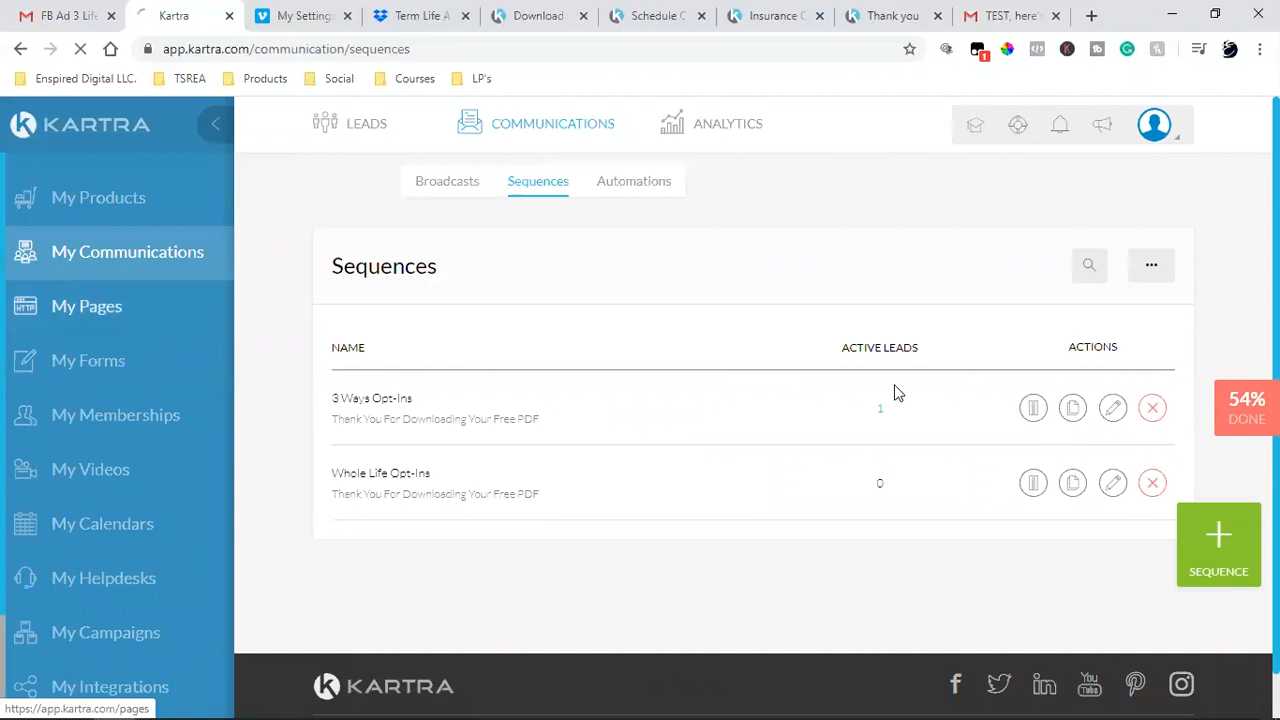 FB Ad 3 Life
Kartra
My Setting
Term Life A
Download
Schedule C
Insurance C
Thank you
TEST, here's
app.kartra.com/communication/sequences
1
Enspired Digital LLC.
TSREA
Products
Social
Courses
LP's
KARTRA
LEADS
COMMUNICATIONS
ANALYTICS
My Products
My Communications
My Pages
HTTP
My Forms
My Memberships
My Videos
My Calendars
My Helpdesks
My Campaigns
My Integrations
Broadcasts
Sequences
Automations
Sequences
NAME
ACTIVE LEADS
ACTIONS
3 Ways Opt-Ins
Thank You For Downloading Your Free PDF
1
Whole Life Opt-Ins
Thank You For Downloading Your Free PDF
0
54%
DONE
SEQUENCE
KARTRA
You
Tube
https://app.kartra.com/pages